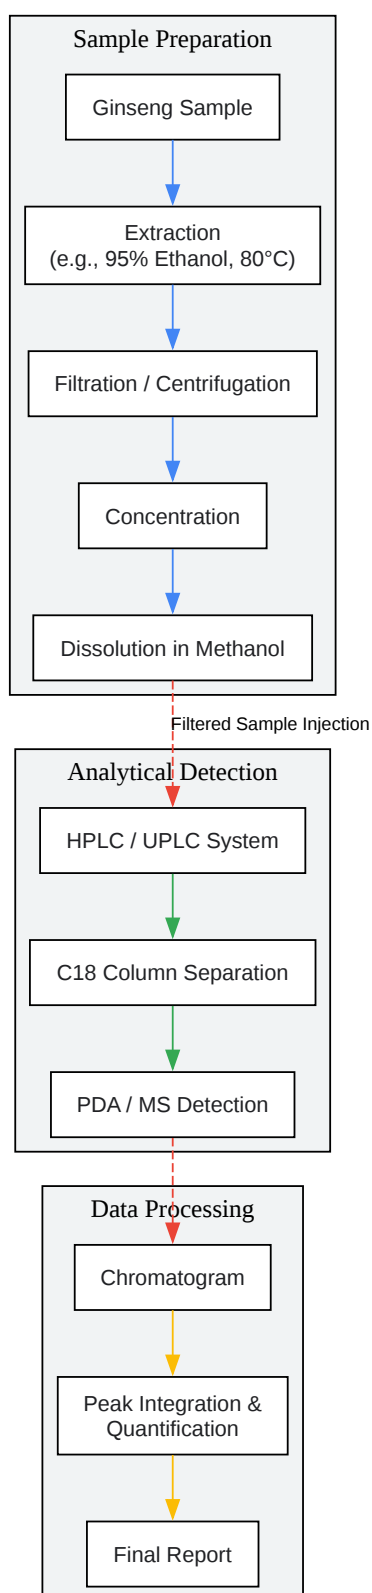 Sample Preparation
Ginseng Sample
Extraction
(e.g., 95% Ethanol, 80°C)
Filtration / Centrifugation
Concentration
Dissolution in Methanol
Filtered Sample Injection
Analytical Detection
HPLC / UPLC System
C18 Column Separation
PDA / MS Detection
Data Processing
Chromatogram
Peak Integration &
Quantification
Final Report